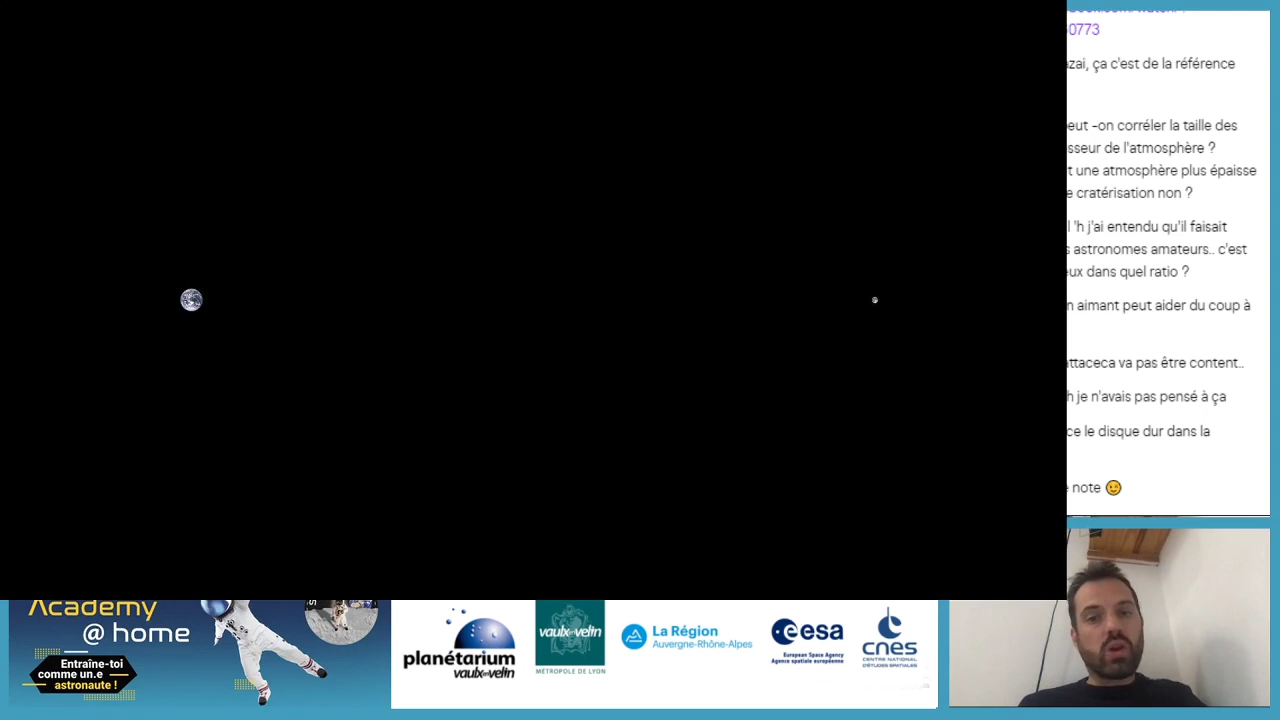 60773
azai, ça c'est de la référence
eut -on corréler la taille des
sseur de l'atmosphère ?
t une atmosphère plus épaisse
e cratérisation non ?
l 'h j'ai entendu qu'il faisait
s astronomes amateurs.. c'est
eux dans quel ratio ?
n aimant peut aider du coup à
attaceca va pas être content..
h je n'avais pas pensé à ça
ce le disque dur dans la
e note 😉
Academy
@ home
Entraîne-toi
comme un.e
astronaute !
planétarium
vaulx en velin
vaulx en velin
MÉTROPOLE DE LYON
La Région
Auvergne-Rhône-Alpes
esa
European Space Agency
Agence spatiale européenne
cnes
CENTRE NATIONAL
D'ÉTUDES SPATIALES